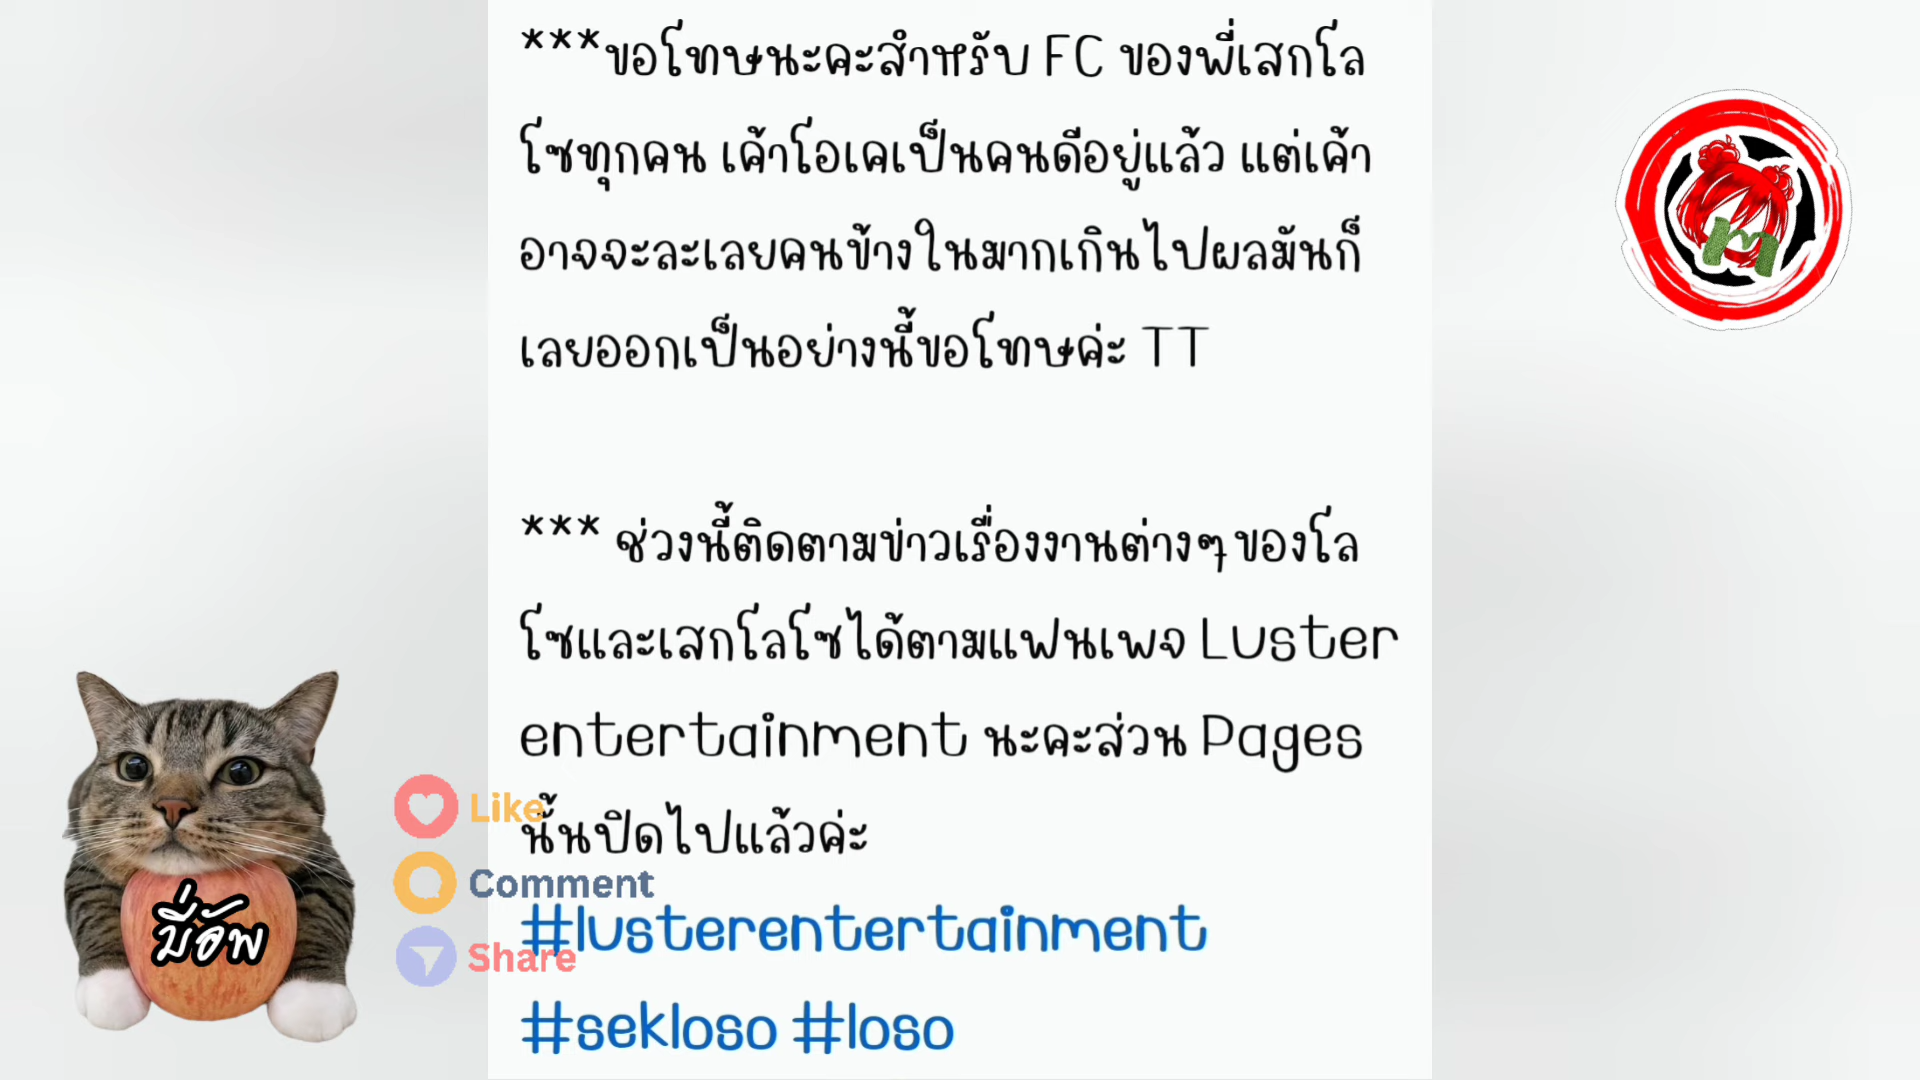 ***ขอโทษนะคะสำหรับ FC ของพี่เสกโล
โซทุกคน เค้าโอเคเป็นคนดีอยู่แล้ว แต่เค้า
อาจจะละเลยคนข้างในมากเกินไปผลมันก็
เลยออกเป็นอย่างนี้ขอโทษค่ะ TT
*** ช่วงนี้ติดตามข่าวเรื่องงานต่างๆของโล
โซและเสกโลโซได้ตามแฟนเพจ Luster
entertainment นะคะส่วน Pages
นั้นปิดไปแล้วค่ะ
#lusterentertainment
#sekloso #loso
Like
Comment
Share
บี่อัพ
m